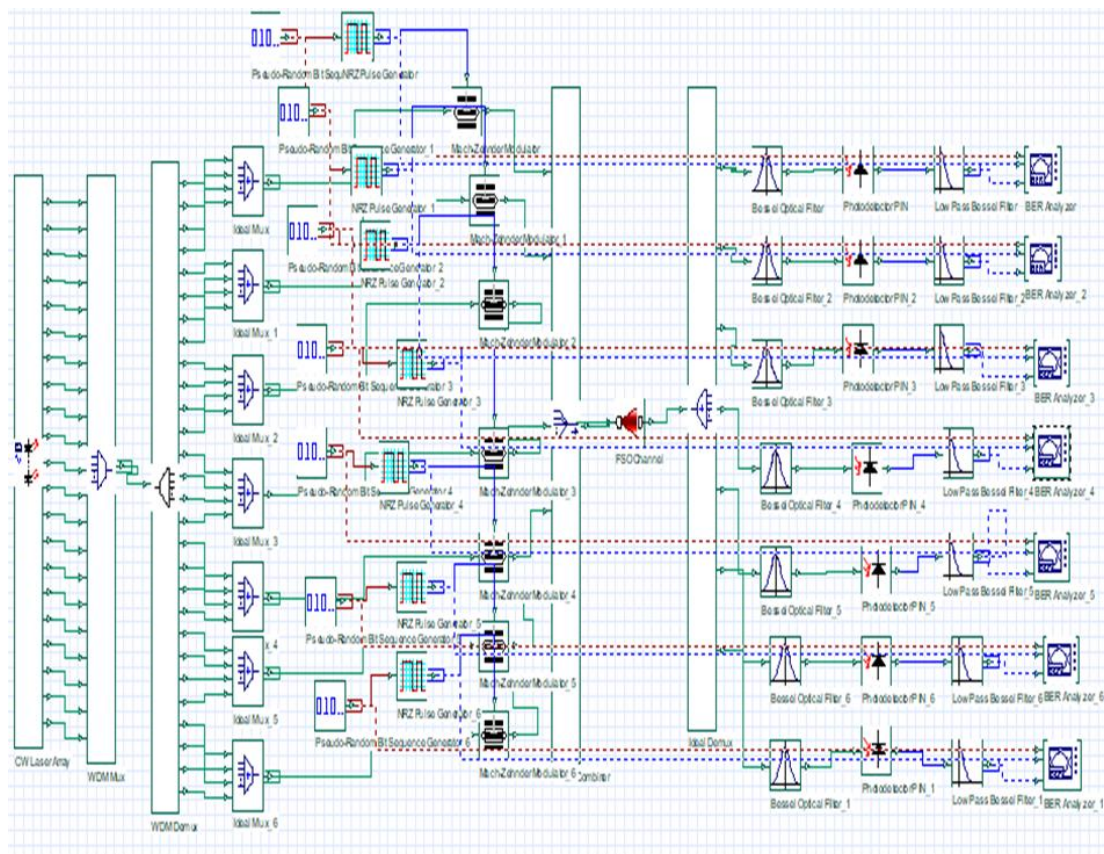 010..
Pseudo-Random Bit Sequ
NRZ Pulse Generator
010..
Pseudo-Random Bit Sequence Generator_1
Mach-Zehnder Modulator
Ideal Mux
NRZ Pulse Generator_1
Mach-Zehnder Modulator_1
Bessel Optical Filter
Photodetector PIN
Low Pass Bessel Filter
BER Analyzer
010..
NRZ Pulse Generator_2
Ideal Mux_1
Mach-Zehnder Modulator_2
Bessel Optical Filter_2
Photodetector PIN_2
Low Pass Bessel Filter_2
BER Analyzer_2
010..
NRZ Pulse Generator_3
Ideal Mux_2
Bessel Optical Filter_3
Photodetector PIN_3
Low Pass Bessel Filter_3
BER Analyzer_3
010..
FSO Channel
NRZ Pulse Generator_4
Ideal Mux_3
Mach-Zehnder Modulator_3
Bessel Optical Filter_4
Photodetector PIN_4
Low Pass Bessel Filter_4
BER Analyzer_4
010..
NRZ Pulse Generator_5
Mach-Zehnder Modulator_4
Bessel Optical Filter_5
Photodetector PIN_5
Low Pass Bessel Filter_5
BER Analyzer_5
Pseudo-Random Bit Sequence Generator
x_4
010..
NRZ Pulse Generator_6
Ideal Mux_5
Mach-Zehnder Modulator_5
Bessel Optical Filter_6
Photodetector PIN_6
Low Pass Bessel Filter_6
BER Analyzer_6
Pseudo-Random Bit Sequence Generator_6
Mach-Zehnder Modulator_6
Ideal Demux
CW Laser Array
WDM Mux
WDM Demux
Ideal Mux_6
Bessel Optical Filter_1
Photodetector PIN_1
Low Pass Bessel Filter_1
BER Analyzer_1